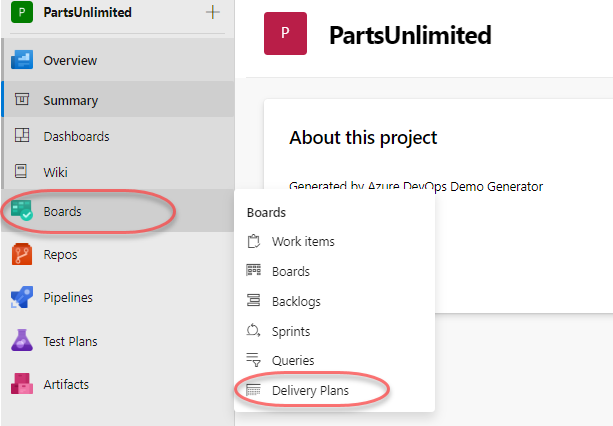 P PartsUnlimited +
Overview
Summary
Dashboards
Wiki
Boards
Repos
Pipelines
Test Plans
Artifacts
P PartsUnlimited
About this project
Generated by Azure DevOps Demo Generator
Boards
Work items
Boards
Backlogs
Sprints
Queries
Delivery Plans